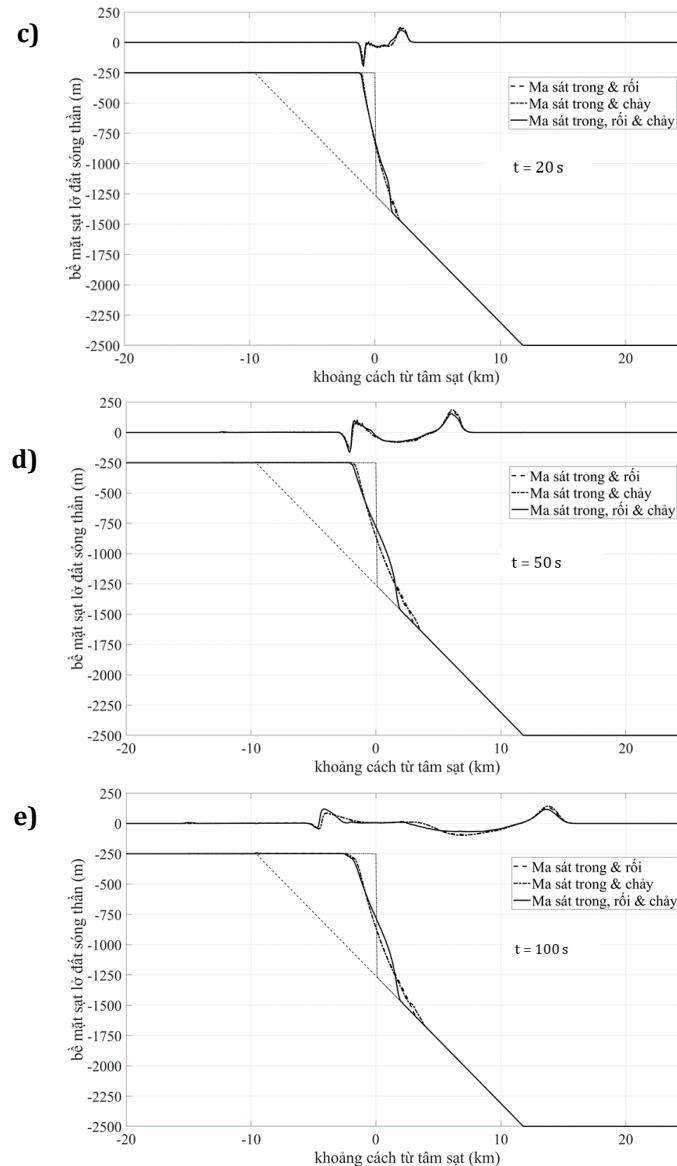 c)
bề mặt sạt lở đất sóng thần (m)
250
0
-250
-500
-750
-1000
-1250
-1500
-1750
-2000
-2250
-2500
Ma sát trong & rối
Ma sát trong & chảy
Ma sát trong, rối & chảy
t = 20 s
-20
-10
0
10
20
khoảng cách từ tâm sạt (km)
d)
bề mặt sạt lở đất sóng thần (m)
250
0
-250
-500
-750
-1000
-1250
-1500
-1750
-2000
-2250
-2500
Ma sát trong & rối
Ma sát trong & chảy
Ma sát trong, rối & chảy
t = 50 s
-20
-10
0
10
20
khoảng cách từ tâm sạt (km)
e)
bề mặt sạt lở đất sóng thần (m)
250
0
-250
-500
-750
-1000
-1250
-1500
-1750
-2000
-2250
-2500
Ma sát trong & rối
Ma sát trong & chảy
Ma sát trong, rối & chảy
t = 100 s
-20
-10
0
10
20
khoảng cách từ tâm sạt (km)